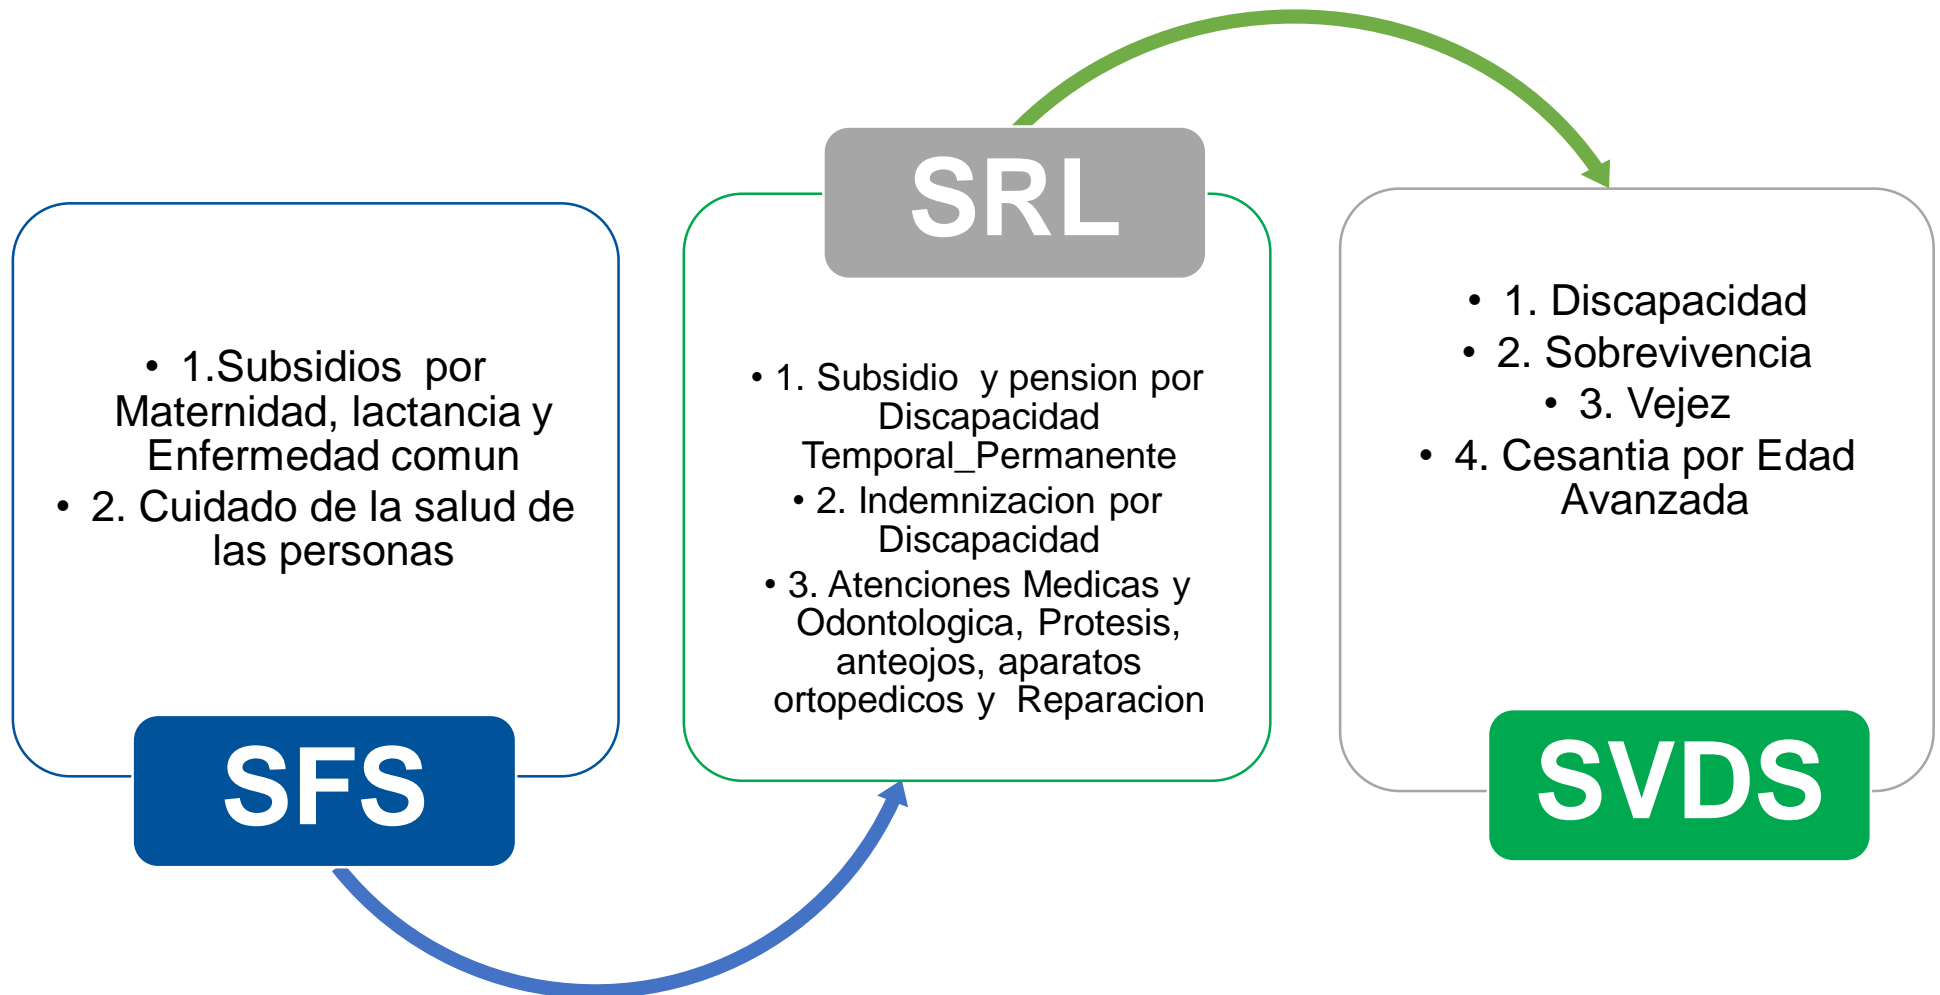 • 1.Subsidios por
Maternidad, lactancia y
Enfermedad comun
• 2. Cuidado de la salud de
las personas
SFS
SRL
• 1. Subsidio y pension por
Discapacidad
Temporal_Permanente
• 2. Indemnizacion por
Discapacidad
• 3. Atenciones Medicas y
Odontologica, Protesis,
anteojos, aparatos
ortopedicos y Reparacion
• 1. Discapacidad
• 2. Sobrevivencia
• 3. Vejez
• 4. Cesantia por Edad
Avanzada
SVDS